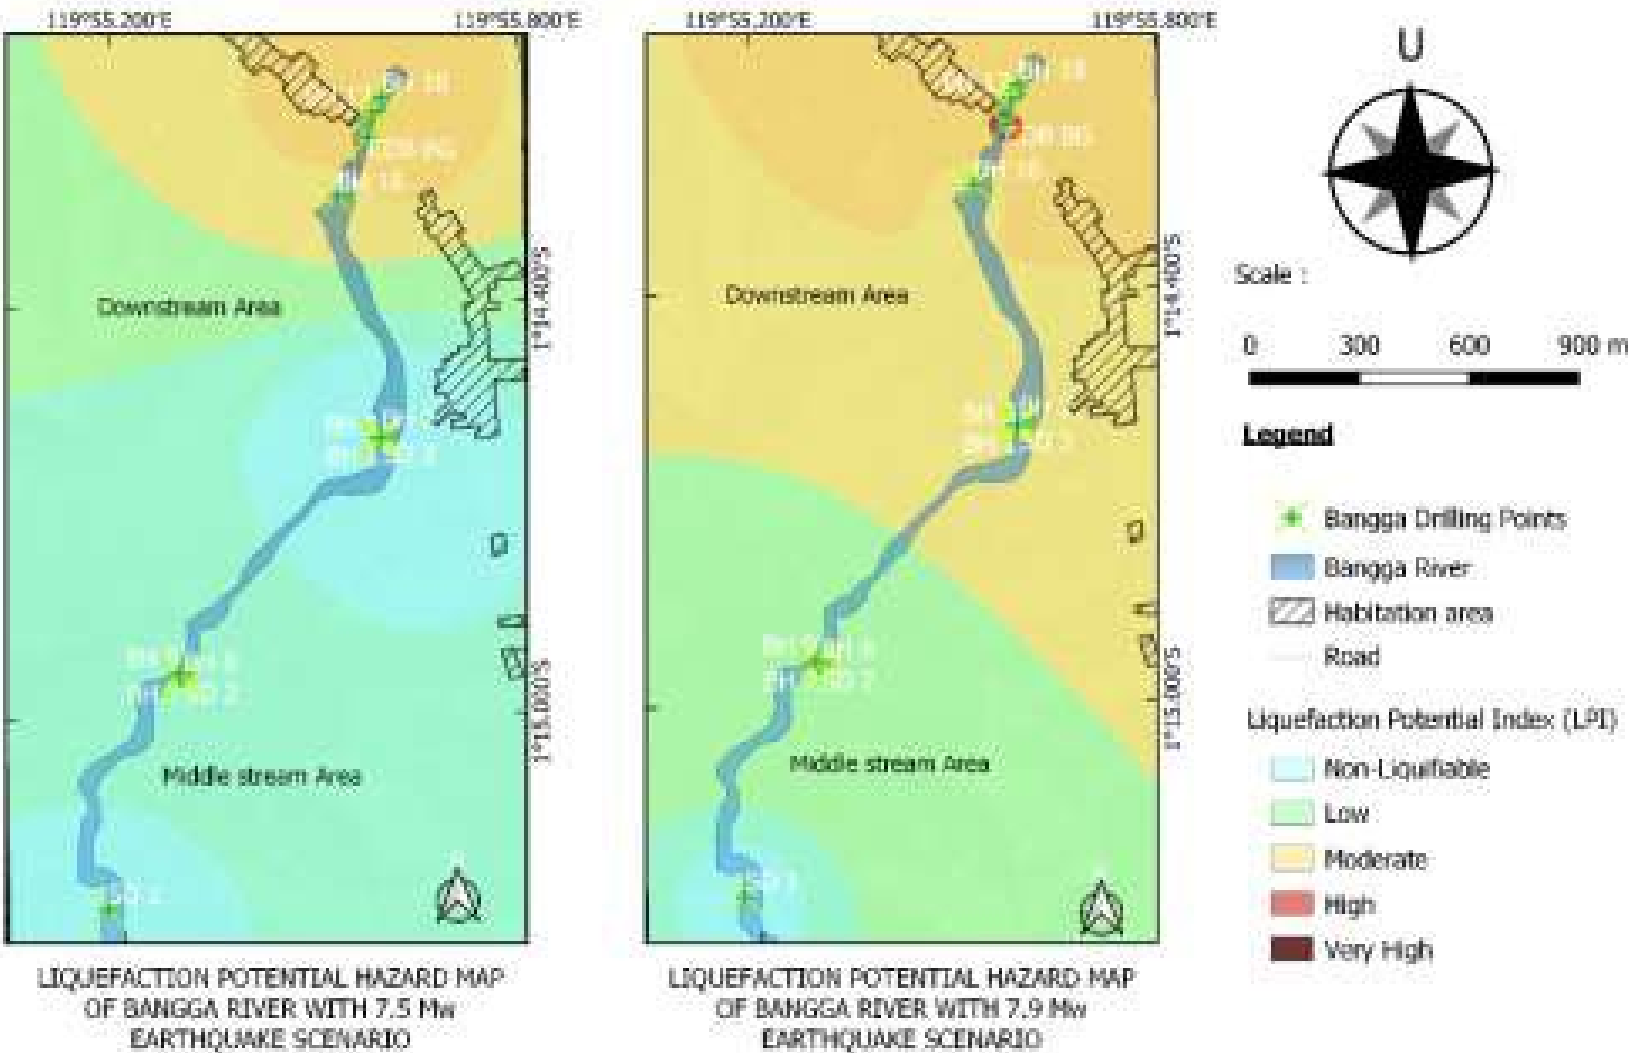 119°55.200'E
119°55.800'E
119°55.200'E
119°55.800'E
U
1°14.400'S
1°14.400'S
Scale :
Downstream Area
Downstream Area
0 300 600 900 m
Legend
Bangga Drilling Points
Bangga River
Habitation area
Road
1°15.000'S
1°15.000'S
Liquefaction Potential Index (LPI)
Middle stream Area
Middle stream Area
Non-Liquifiable
Low
Moderate
High
Very High
LIQUEFACTION POTENTIAL HAZARD MAP
OF BANGGA RIVER WITH 7.5 Mw
EARTHQUAKE SCENARIO
LIQUEFACTION POTENTIAL HAZARD MAP
OF BANGGA RIVER WITH 7.9 Mw
EARTHQUAKE SCENARIO